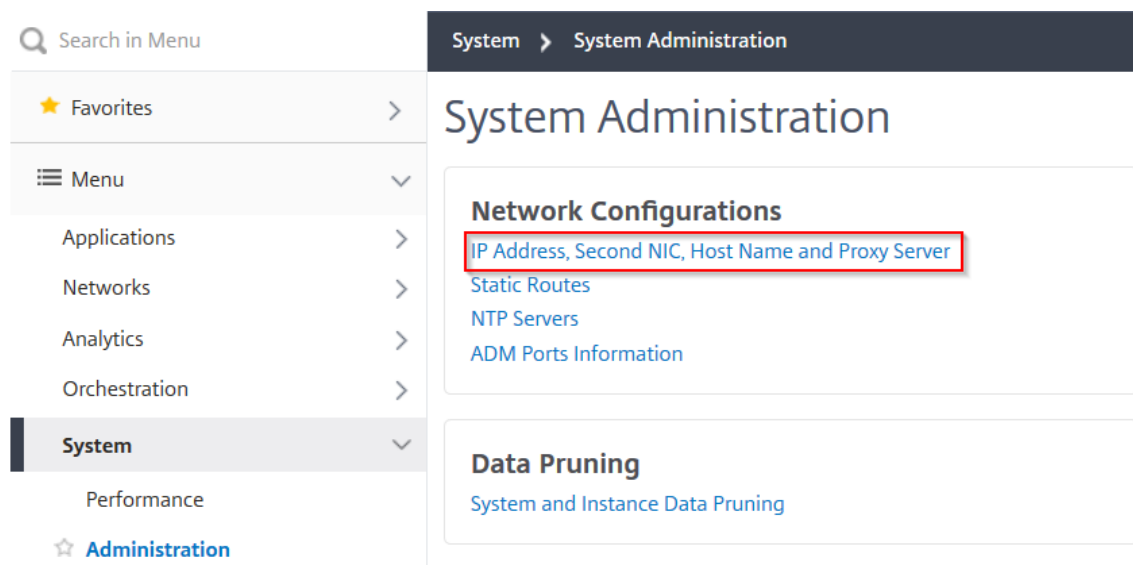 Search in Menu
Favorites
Menu
Applications
Networks
Analytics
Orchestration
System
Performance
Administration
System > System Administration
System Administration
Network Configurations
IP Address, Second NIC, Host Name and Proxy Server
Static Routes
NTP Servers
ADM Ports Information
Data Pruning
System and Instance Data Pruning